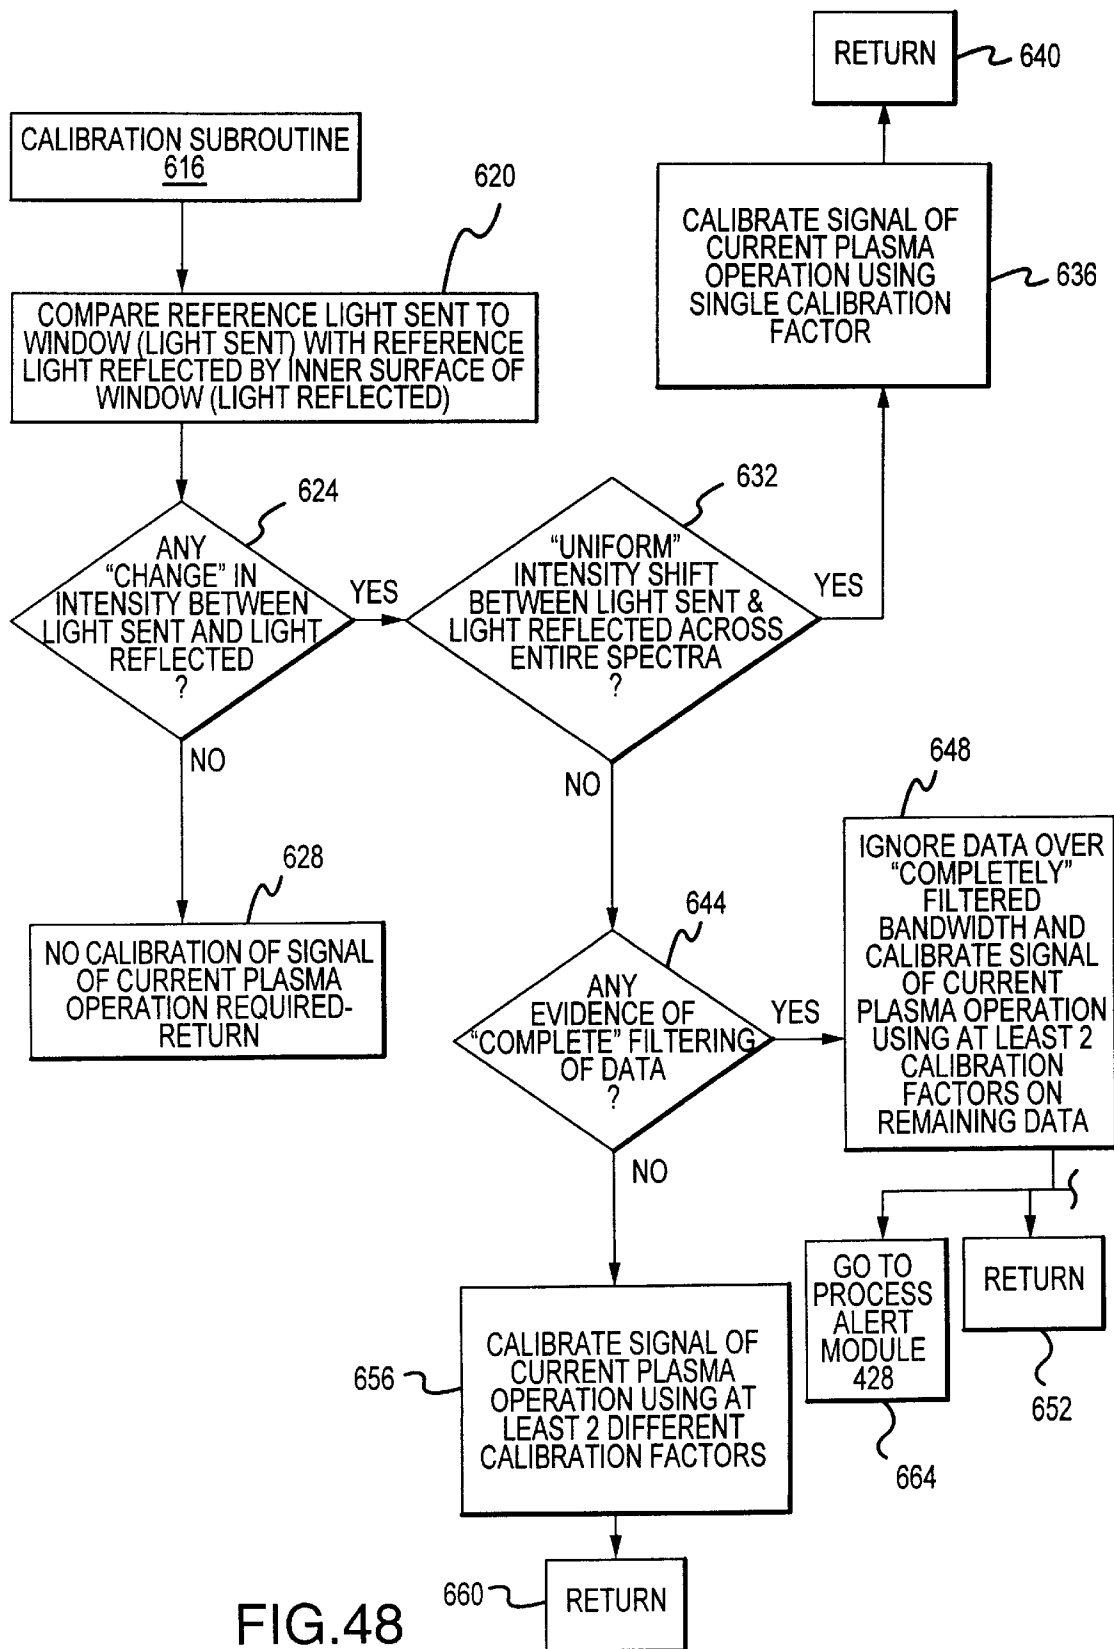 RETURN
640
CALIBRATION SUBROUTINE
616
620
CALIBRATE SIGNAL OF
CURRENT PLASMA
OPERATION USING
SINGLE CALIBRATION
FACTOR
636
COMPARE REFERENCE LIGHT SENT TO
WINDOW (LIGHT SENT) WITH REFERENCE
LIGHT REFLECTED BY INNER SURFACE OF
WINDOW (LIGHT REFLECTED)
624
ANY
“CHANGE” IN
INTENSITY BETWEEN
LIGHT SENT AND LIGHT
REFLECTED
?
YES
632
“UNIFORM”
INTENSITY SHIFT
BETWEEN LIGHT SENT &
LIGHT REFLECTED ACROSS
ENTIRE SPECTRA
?
YES
NO
NO
628
NO CALIBRATION OF SIGNAL
OF CURRENT PLASMA
OPERATION REQUIRED-
RETURN
644
ANY
EVIDENCE OF
“COMPLETE” FILTERING
OF DATA
?
YES
648
IGNORE DATA OVER
“COMPLETELY”
FILTERED
BANDWIDTH AND
CALIBRATE SIGNAL
OF CURRENT
PLASMA OPERATION
USING AT LEAST 2
CALIBRATION
FACTORS ON
REMAINING DATA
NO
GO TO
PROCESS
ALERT
MODULE
428
664
RETURN
652
656
CALIBRATE SIGNAL OF
CURRENT PLASMA
OPERATION USING AT
LEAST 2 DIFFERENT
CALIBRATION FACTORS
660
RETURN
FIG.48